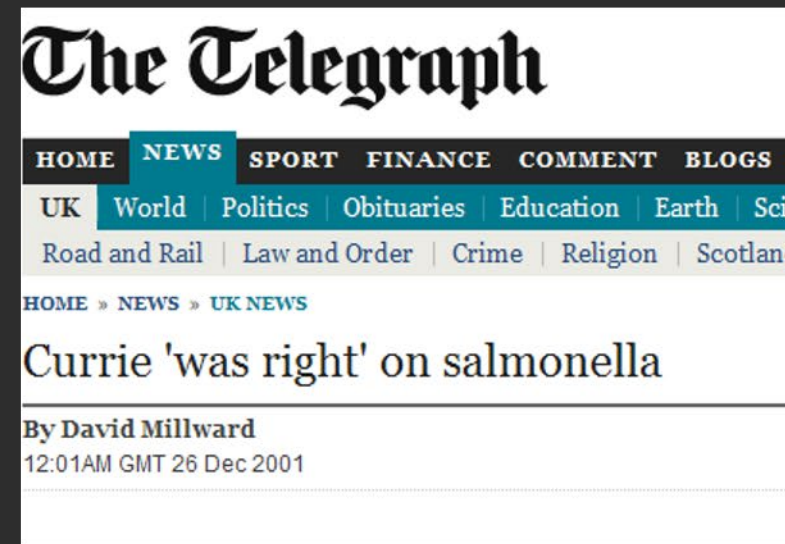 The Telegraph
HOME NEWS SPORT FINANCE COMMENT BLOGS
UK World Politics Obituaries Education Earth
Road and Rail Law and Order Crime Religion
HOME » NEWS » UK NEWS
Currie 'was right' on salmonella
By David Millward
12:01AM GMT 26 Dec 2001